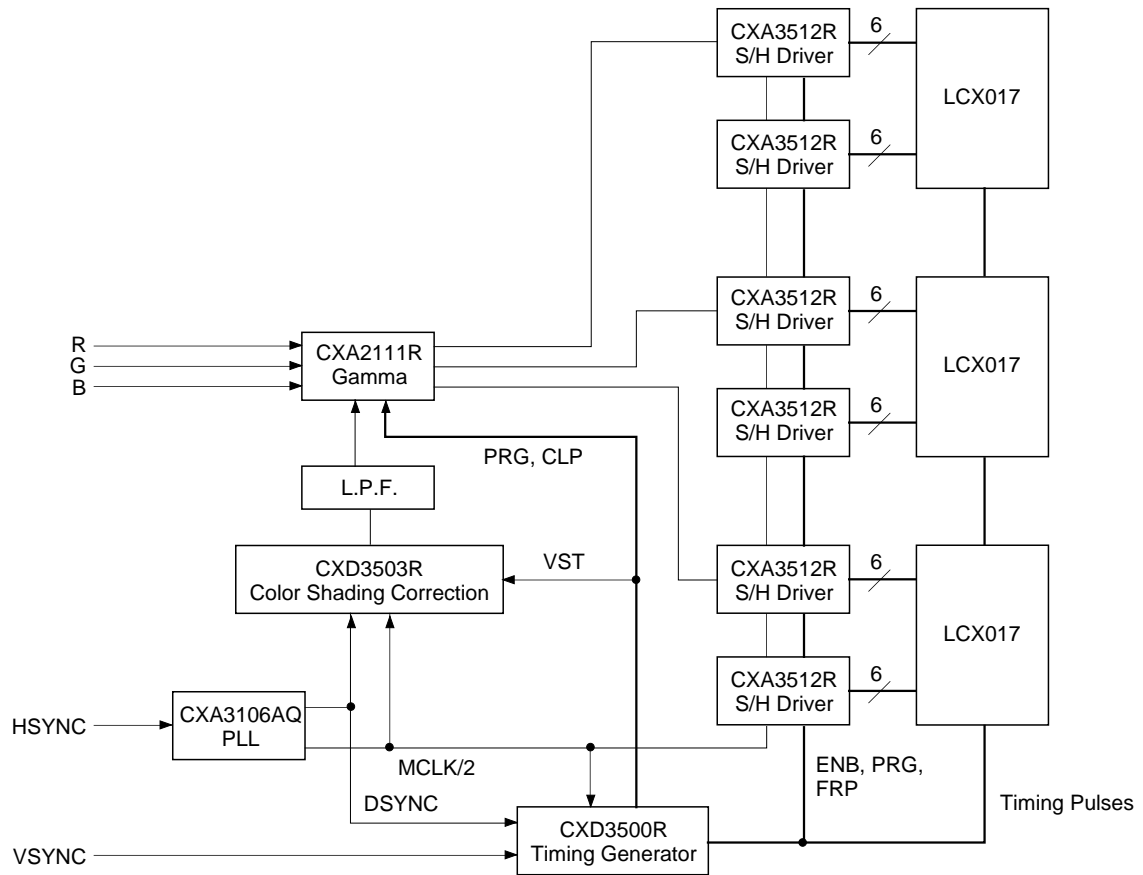 CXA3512R
S/H Driver
6
LCX017
CXA3512R
S/H Driver
6
CXA3512R
S/H Driver
6
LCX017
R
G
B
CXA2111R
Gamma
CXA3512R
S/H Driver
6
PRG, CLP
L.P.F.
CXD3503R
Color Shading Correction
VST
CXA3512R
S/H Driver
6
LCX017
CXA3512R
S/H Driver
6
HSYNC
CXA3106AQ
PLL
MCLK/2
DSYNC
ENB, PRG,
FRP
Timing Pulses
VSYNC
CXD3500R
Timing Generator